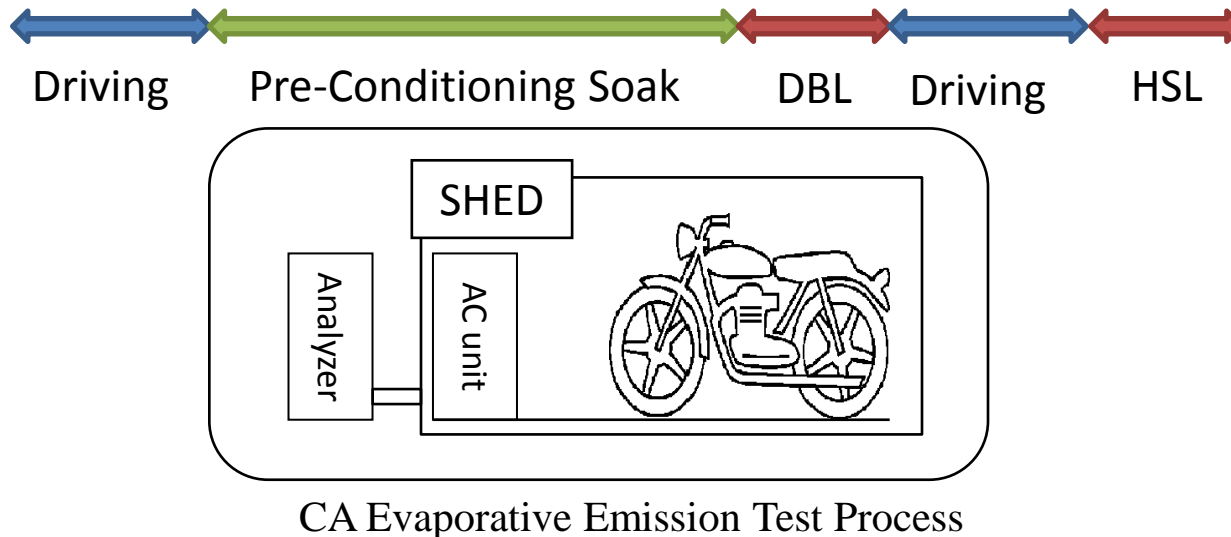 Driving Pre-Conditioning Soak DBL Driving HSL
SHED
Analyzer
AC unit
CA Evaporative Emission Test Process